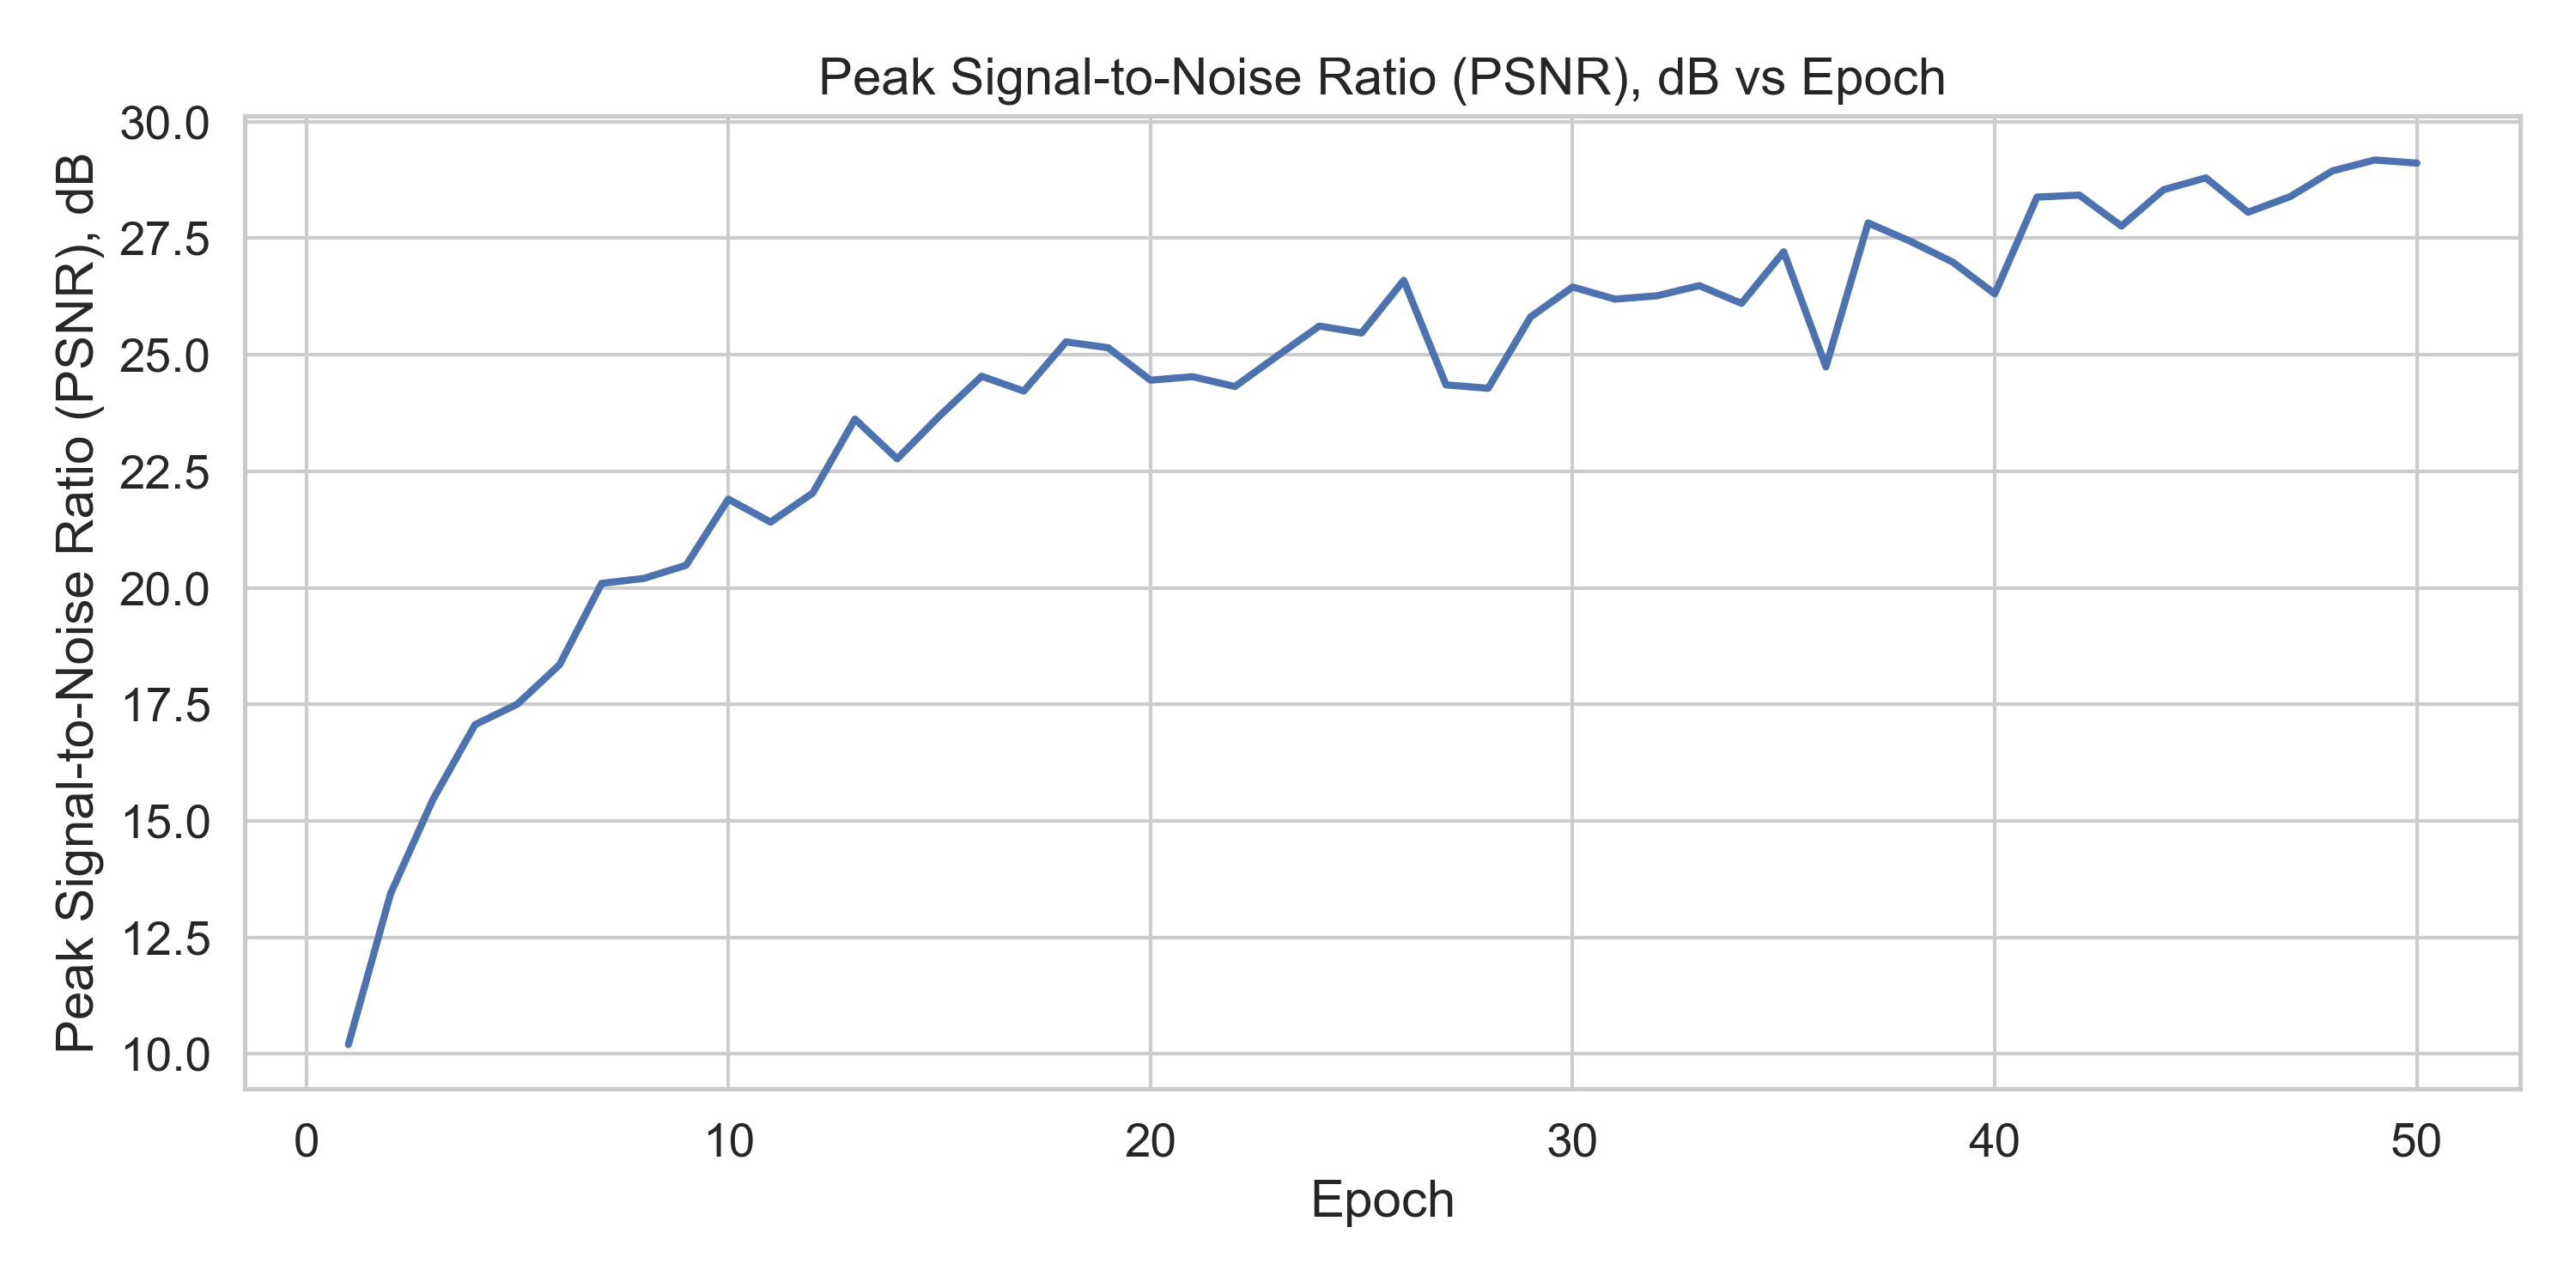 Peak Signal-to-Noise Ratio (PSNR), dB vs Epoch
Peak Signal-to-Noise Ratio (PSNR), dB
30.0
27.5
25.0
22.5
20.0
17.5
15.0
12.5
10.0
0 10 20 30 40 50
Epoch